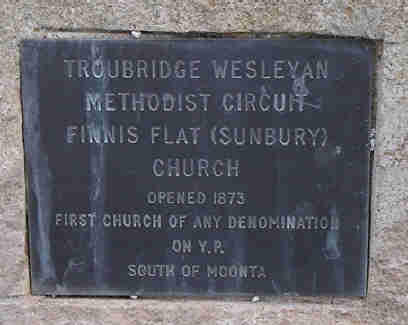 TROUBRIDGE WESLEYAN
METHODIST CIRCUIT
FINNIS FLAT (SUNBURY)
CHURCH
OPENED 1873
FIRST CHURCH OF ANY DENOMINATION
ON Y.P.
SOUTH OF MOONTA